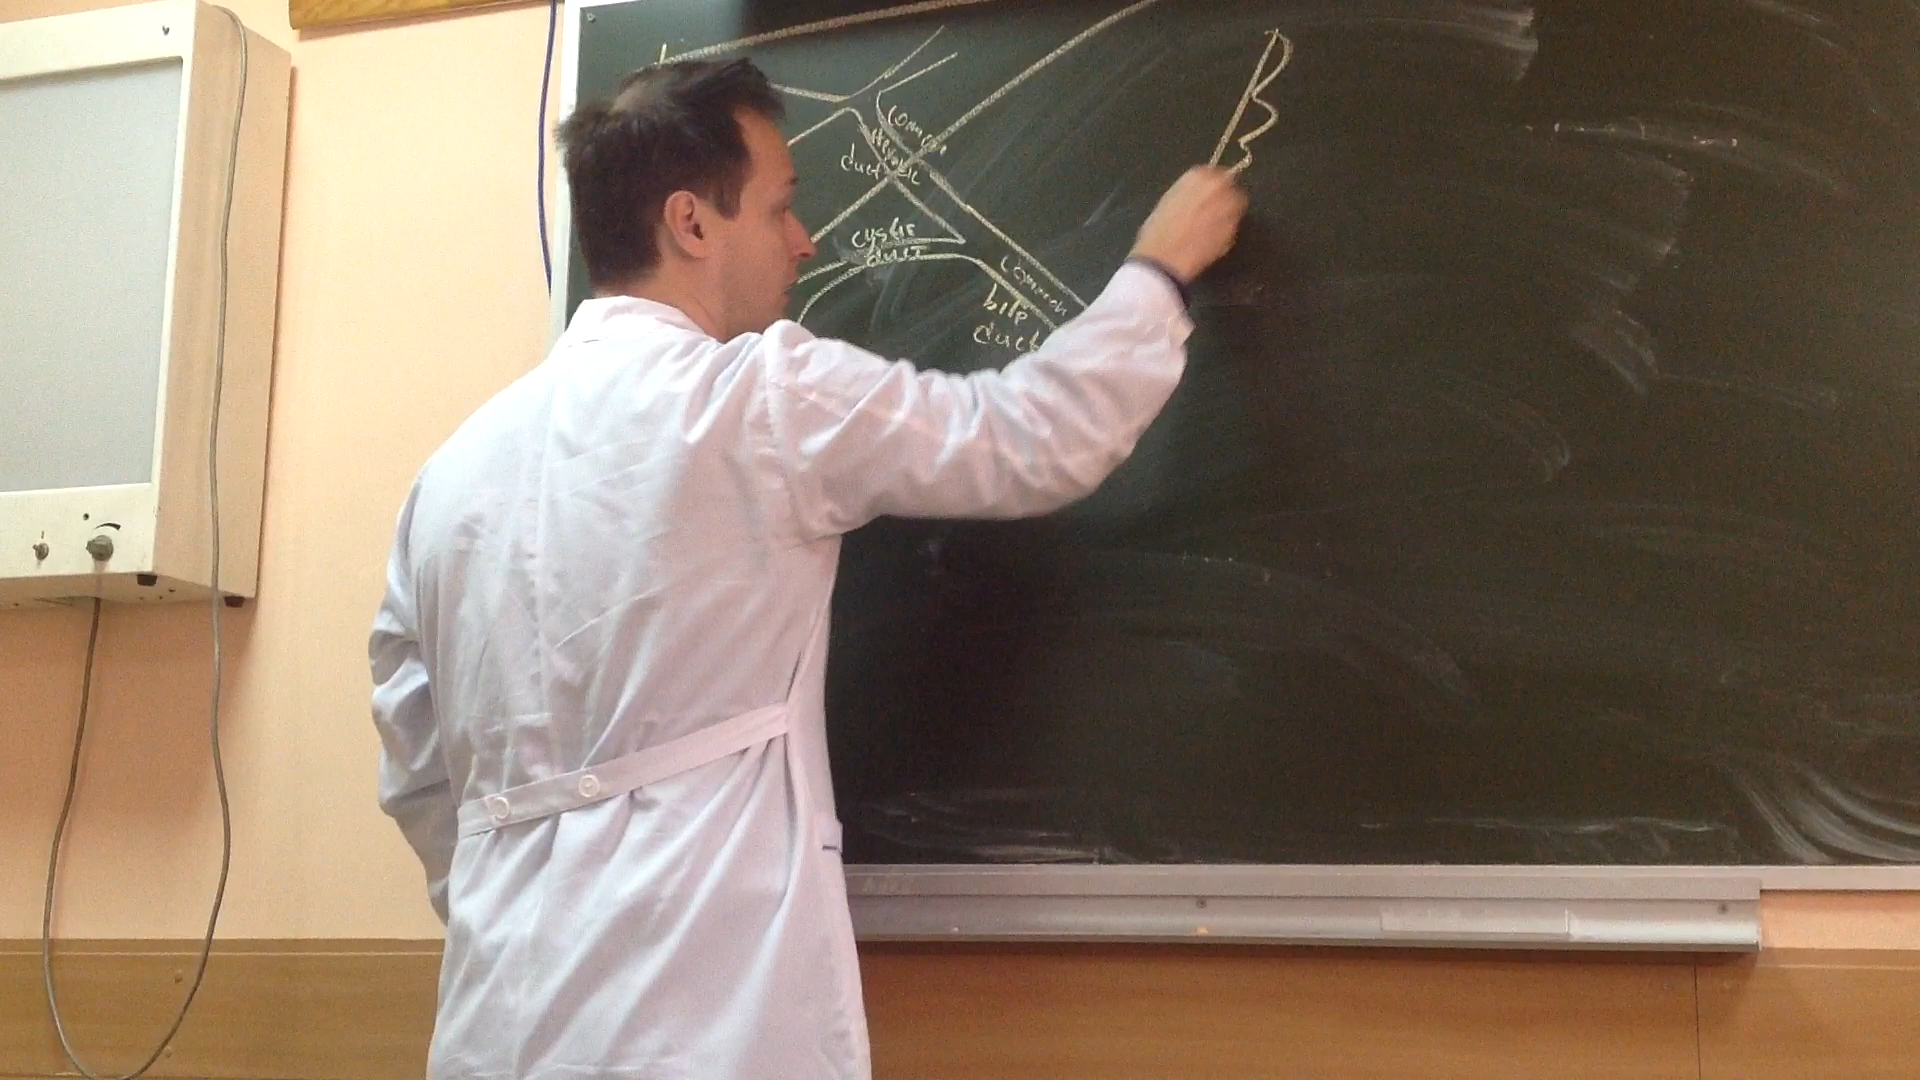 common
hepatic
duct
cystic
duct
common
bile
duct